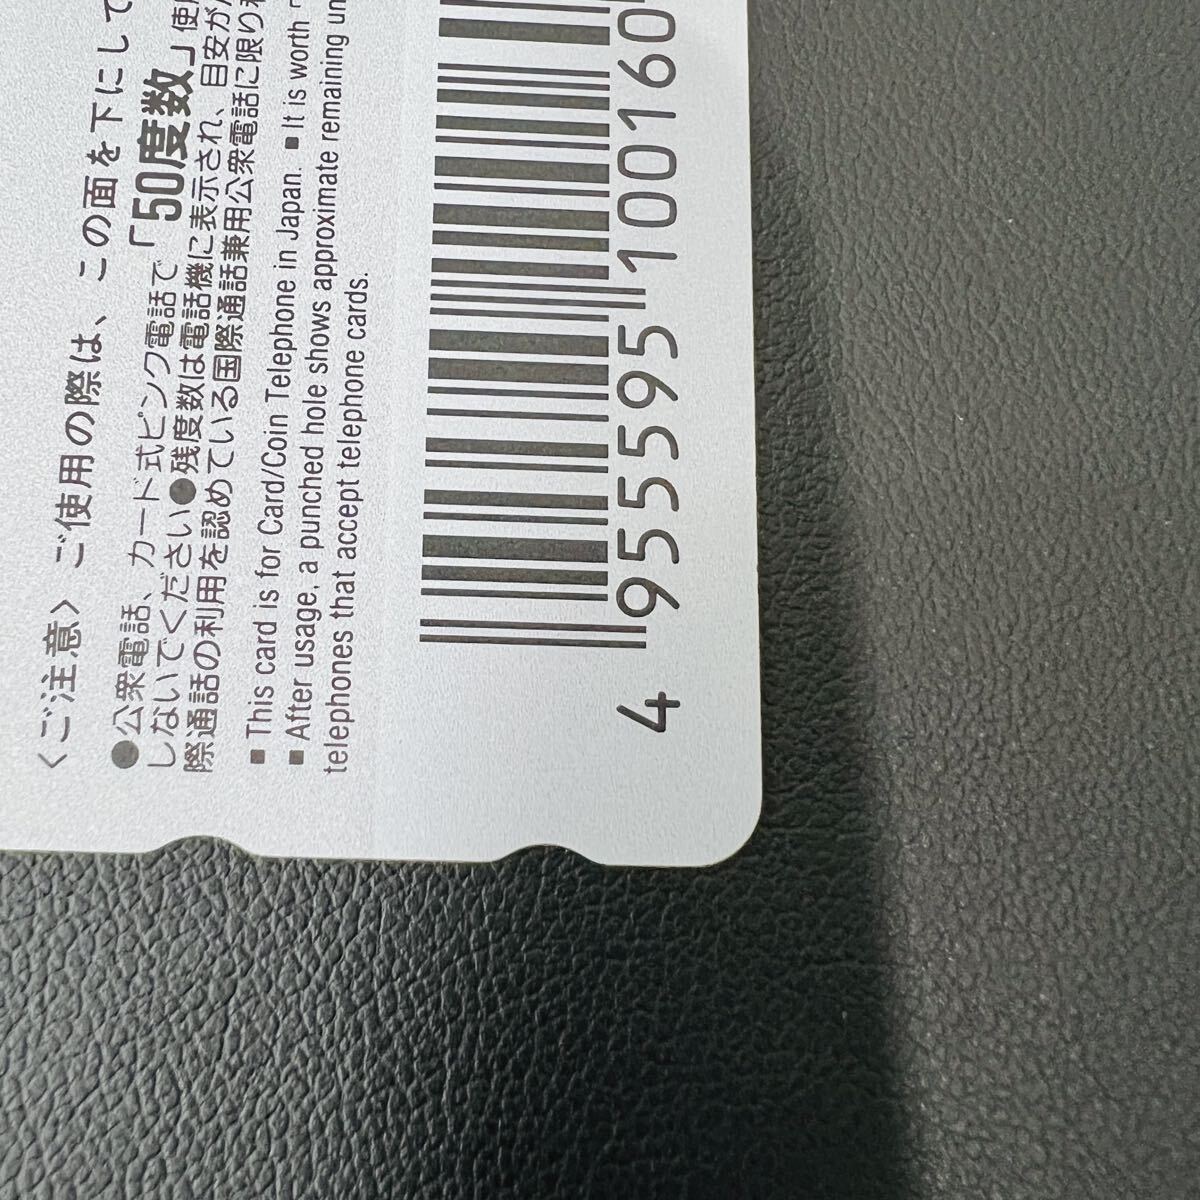 〈ご注意〉 ご使用の際は、この面を下にして
●公衆電話、カード式ピンク電話で「50度数」使
しないでください●残度数は電話機に表示され、目安が
際通話の利用を認めている国際通話兼用公衆電話に限り
■This card is for Card/Coin Telephone in Japan. ■It is worth
■After usage, a punched hole shows approximate remaining un
telephones that accept telephone cards.
4 955595 100160